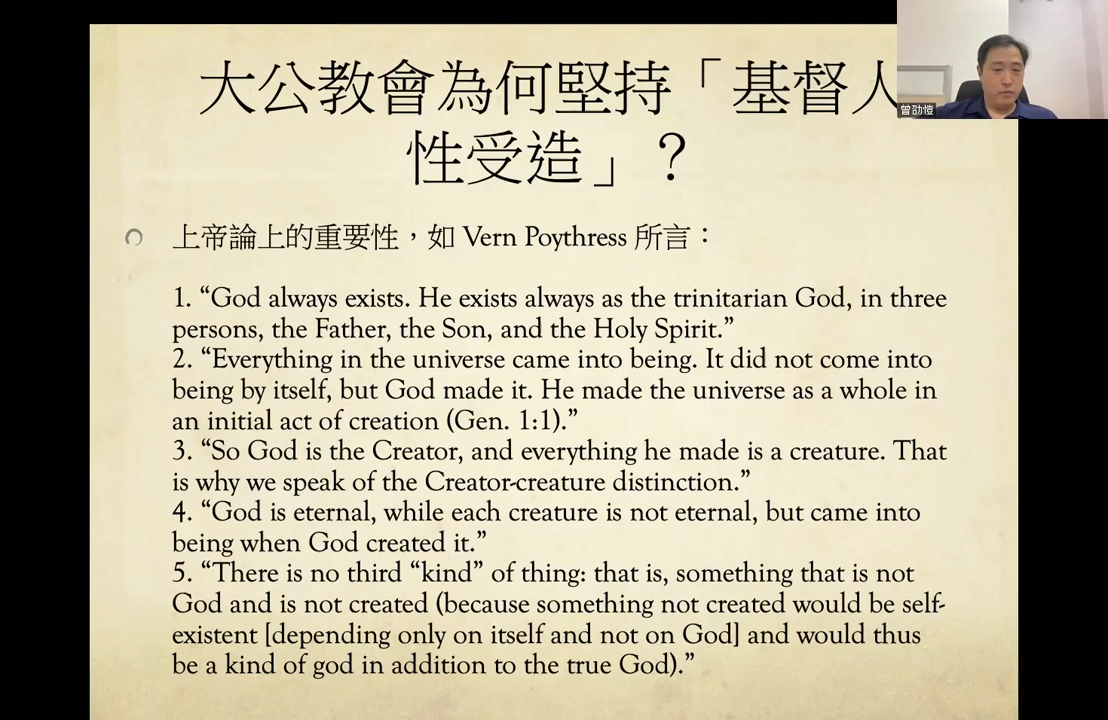 大公教會為何堅持「基督人
性受造」？
曾劭愷
上帝論上的重要性，如 Vern Poythress 所言：
1. “God always exists. He exists always as the trinitarian God, in three
persons, the Father, the Son, and the Holy Spirit.”
2. “Everything in the universe came into being. It did not come into
being by itself, but God made it. He made the universe as a whole in
an initial act of creation (Gen. 1:1).”
3. “So God is the Creator, and everything he made is a creature. That
is why we speak of the Creator-creature distinction.”
4. “God is eternal, while each creature is not eternal, but came into
being when God created it.”
5. “There is no third “kind” of thing: that is, something that is not
God and is not created (because something not created would be self-
existent [depending only on itself and not on God] and would thus
be a kind of god in addition to the true God).”